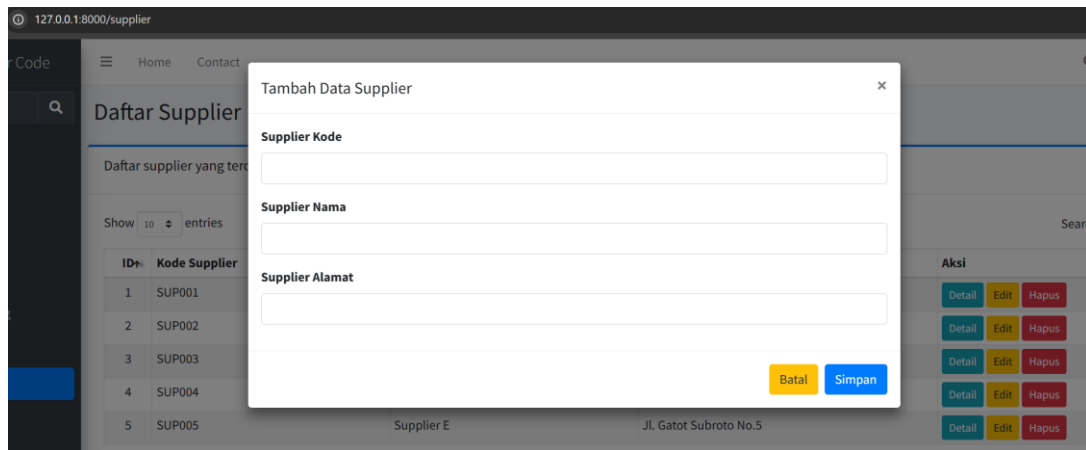 127.0.0.1:8000/supplier
r Code
Home Contact
Tambah Data Supplier ×
Daftar Supplier
Supplier Kode
Daftar supplier yang
Supplier Nama
Show 10 entries
Supplier Alamat
ID Kode Supplier Aksi
1 SUP001 Detail Edit Hapus
2 SUP002 Detail Edit Hapus
3 SUP003 Detail Edit Hapus
Batal Simpan
4 SUP004 Detail Edit Hapus
5 SUP005 Supplier E Jl. Gatot Subroto No.5 Detail Edit Hapus